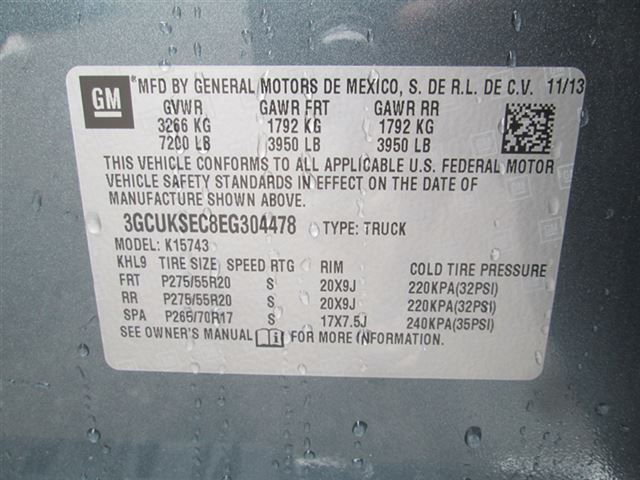 GM ®MFD BY GENERAL MOTORS DE MEXICO, S. DE R.L. DE C.V. 11/13
GVWR GAWR FRT GAWR RR
3266 KG 1792 KG 1792 KG
7200 LB 3950 LB 3950 LB
THIS VEHICLE CONFORMS TO ALL APPLICABLE U.S. FEDERAL MOTOR
VEHICLE SAFETY STANDARDS IN EFFECT ON THE DATE OF
MANUFACTURE SHOWN ABOVE.
3GCUKSEC8EG304478 TYPE: TRUCK
MODEL: K15743
KHL9 TIRE SIZE SPEED RTG RIM COLD TIRE PRESSURE
FRT P275/55R20 S 20X9J 220KPA(32PSI)
RR P275/55R20 S 20X9J 220KPA(32PSI)
SPA P265/70R17 S 17X7.5J 240KPA(35PSI)
SEE OWNER'S MANUAL FOR MORE INFORMATION.